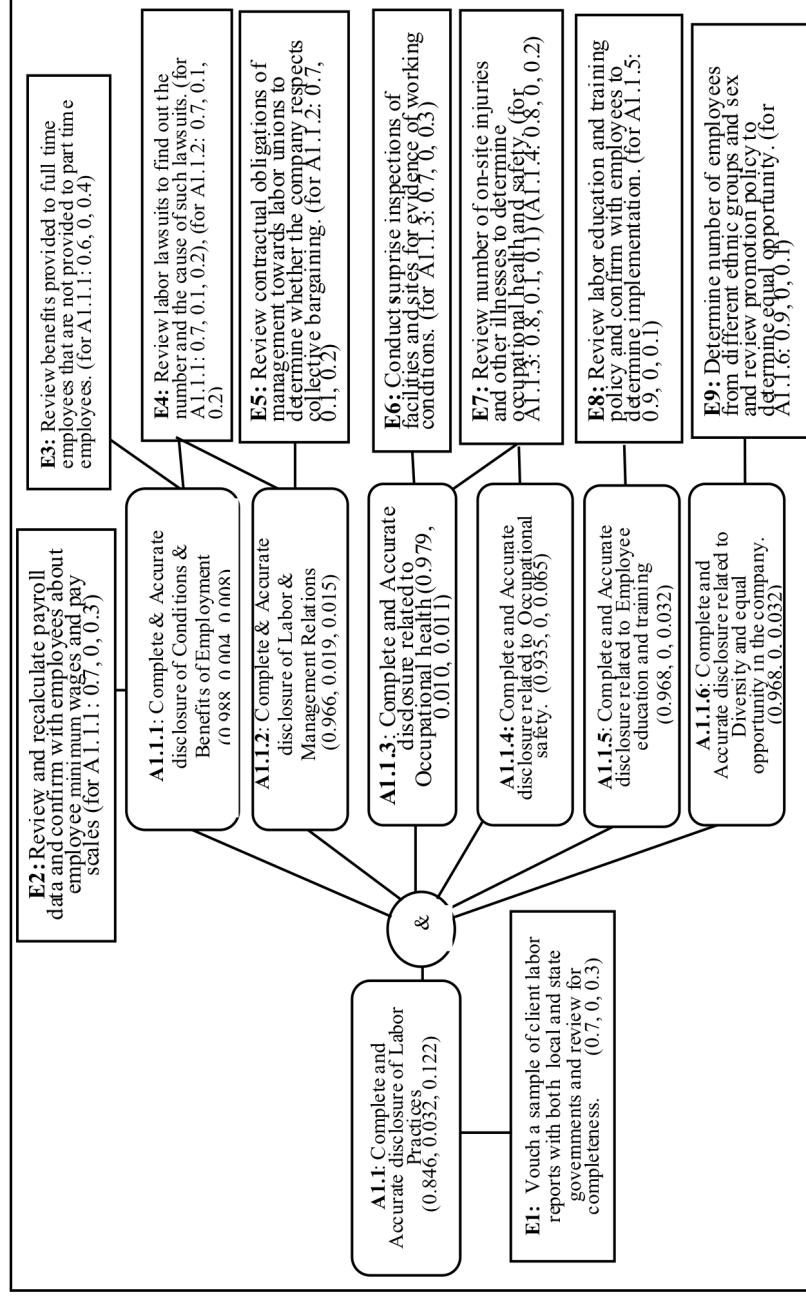 A1.1: Complete and
Accurate disclosure of Labor
Practices
(0.846, 0.032, 0.122)
E1: Vouch a sample of client labor
reports with both local and state
governments and review for
completeness. (0.7, 0, 0.3)
&
E2: Review and recalculate payroll
data and confirm with employees about
employee minimum wages and pay
scales (for A1.1.1: 0.7, 0, 0.3)
A1.1.1: Complete & Accurate
disclosure of Conditions &
Benefits of Employment
(0.988, 0.004, 0.008)
A1.1.2: Complete & Accurate
disclosure of Labor &
Management Relations
(0.966, 0.019, 0.015)
A1.1.3: Complete and Accurate
disclosure related to
Occupational health (0.979,
0.010, 0.011)
A1.1.4: Complete and Accurate
disclosure related to Occupational
safety. (0.935, 0, 0.065)
A1.1.5: Complete and Accurate
disclosure related to Employee
education and training
(0.968, 0, 0.032)
A.1.1.6: Complete and
Accurate disclosure related to
Diversity and equal
opportunity in the company.
(0.968, 0, 0.032)
E3: Review benefits provided to full time
employees that are not provided to part time
employees. (for A1.1.1: 0.6, 0, 0.4)
E4: Review labor lawsuits to find out the
number and the cause of such lawsuits. (for
A1.1.1: 0.7, 0.1, 0.2), (for A1.1.2: 0.7, 0.1,
0.2)
E5: Review contractual obligations of
management towards labor unions to
determine whether the company respects
collective bargaining. (for A1.1.2: 0.7,
0.1, 0.2)
E6: Conduct surprise inspections of
facilities and sites for evidence of working
conditions. (for A1.1.3: 0.7, 0, 0.3)
E7: Review number of on-site injuries
and other illnesses to determine
occupational health and safety. (for
A1.1.3: 0.8, 0.1, 0.1) (A1.1.4: 0.8, 0, 0.2)
E8: Review labor education and training
policy and confirm with employees to
determine implementation. (for A1.1.5:
0.9, 0, 0.1)
E9: Determine number of employees
from different ethnic groups and sex
and review promotion policy to
determine equal opportunity. (for
A1.1.6: 0.9, 0, 0.1)